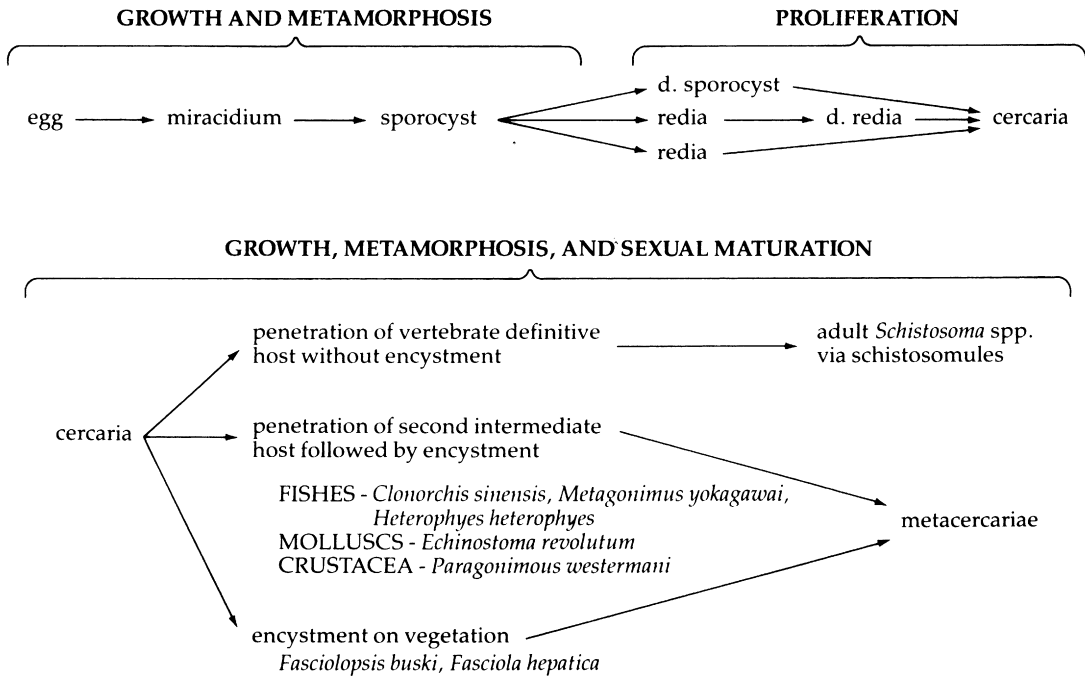 GROWTH AND METAMORPHOSIS
PROLIFERATION
d. sporocyst
egg miracidium sporocyst redia d. redia cercaria
redia
GROWTH, METAMORPHOSIS, AND SEXUAL MATURATION
penetration of vertebrate definitive
host without encystment
adult Schistosoma spp.
via schistosomules
cercaria
penetration of second intermediate
host followed by encystment
FISHES - Clonorchis sinensis, Metagonimus yokagawai,
Heterophyes heterophyes
MOLLUSCS - Echinostoma revolutum
CRUSTACEA - Paragonimous westermani
metacercariae
encystment on vegetation
Fasciolopsis buski, Fasciola hepatica